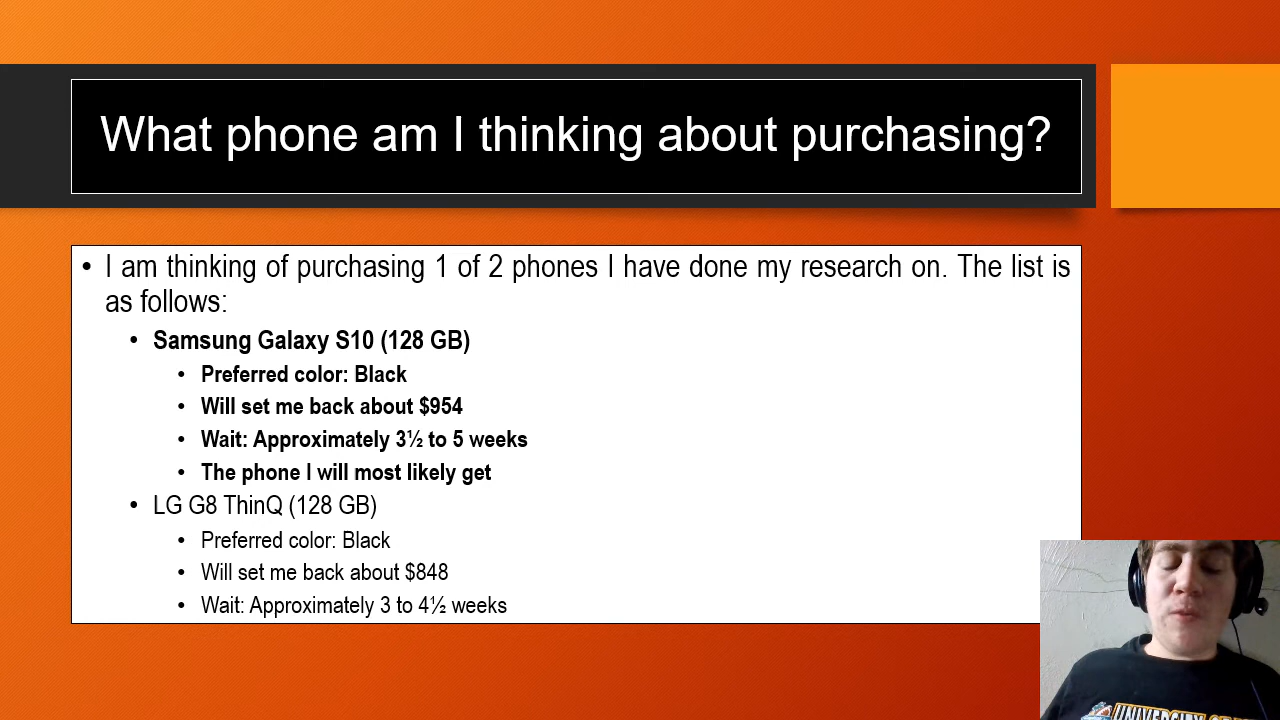 What phone am I thinking about purchasing?
• I am thinking of purchasing 1 of 2 phones I have done my research on. The list is
as follows:
• Samsung Galaxy S10 (128 GB)
• Preferred color: Black
• Will set me back about $954
• Wait: Approximately 3½ to 5 weeks
• The phone I will most likely get
• LG G8 ThinQ (128 GB)
• Preferred color: Black
• Will set me back about $848
• Wait: Approximately 3 to 4½ weeks
UNIVERSITY